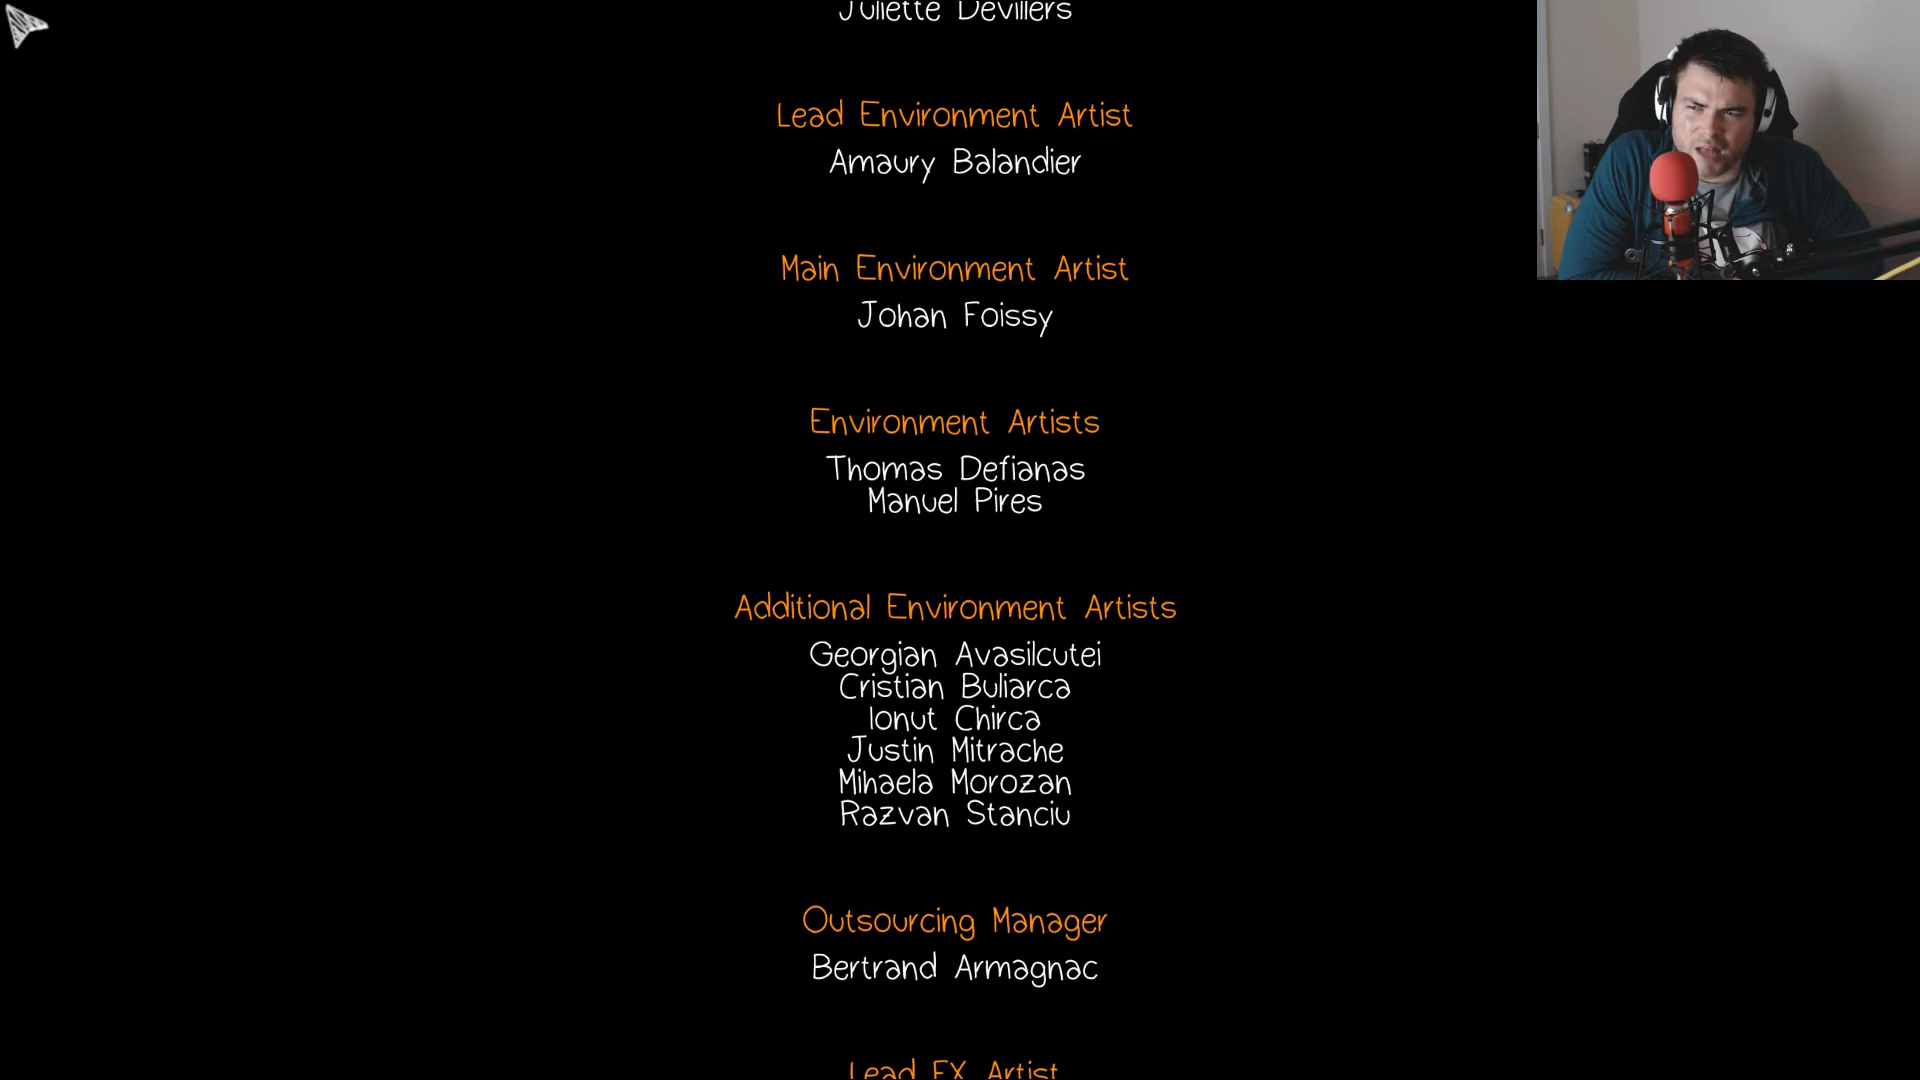 Juliette Devillers
Lead Environment Artist
Amaury Balandier
Main Environment Artist
Johan Foissy
Environment Artists
Thomas Defianas
Manuel Pires
Additional Environment Artists
Georgian Avasilcutei
Cristian Buliarca
Ionut Chirca
Justin Mitrache
Mihaela Morozan
Razvan Stanciu
Outsourcing Manager
Bertrand Armagnac
Lead FX Artist